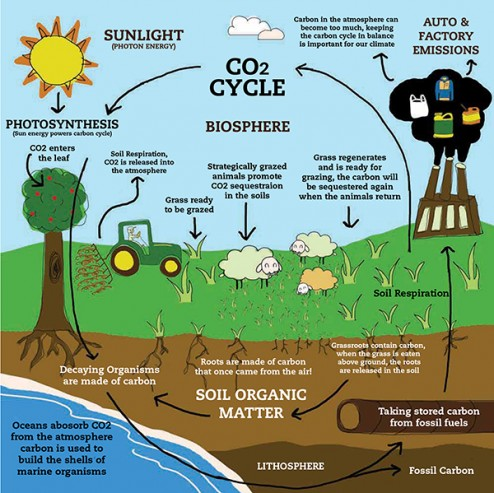 SUNLIGHT
(PHOTON ENERGY)
Carbon in the atmosphere can
become too much, keeping
the carbon cycle in balance
is important for our climate
AUTO &
FACTORY
EMISSIONS
CO2
CYCLE
PHOTOSYNTHESIS
(Sun energy powers carbon cycle)
BIOSPHERE
CO2 enters
the leaf
Soil Respiration,
CO2 is released into
the atmosphere
Strategically grazed
animals promote
CO2 sequestraion
in the soils
Grass regenerates
and is ready for
grazing, the carbon will
be sequestered again
when the animals return
Grass ready
to be grazed
Soil Respiration
Decaying Organisms
are made of carbon
Roots are made of carbon
that once came from the air!
Grassroots contain carbon,
when the grass is eaten
above ground, the roots
are released in the soil
SOIL ORGANIC
MATTER
Taking stored carbon
from fossil fuels
Oceans abosorb CO2
from the atmosphere
carbon is used to
build the shells of
marine organisms
LITHOSPHERE
Fossil Carbon